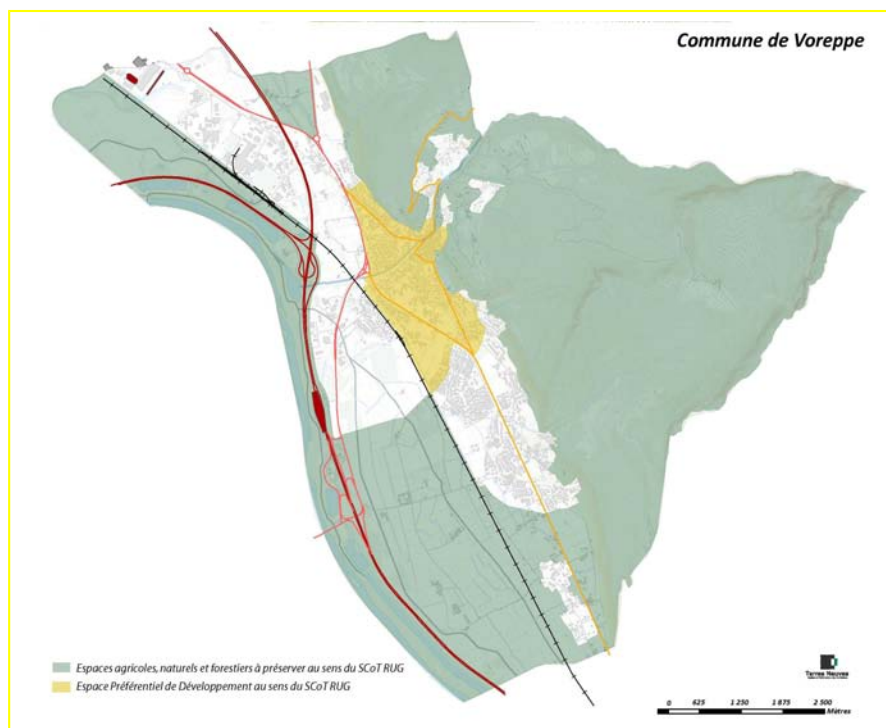 Commune de Voreppe
Espaces agricoles, naturels et forestiers à préserver au sens du SCoT RUG
Espace Préférentiel de Développement au sens du SCoT RUG
Terres Neuves
0 625 1 250 1 875 2 500
Mètres